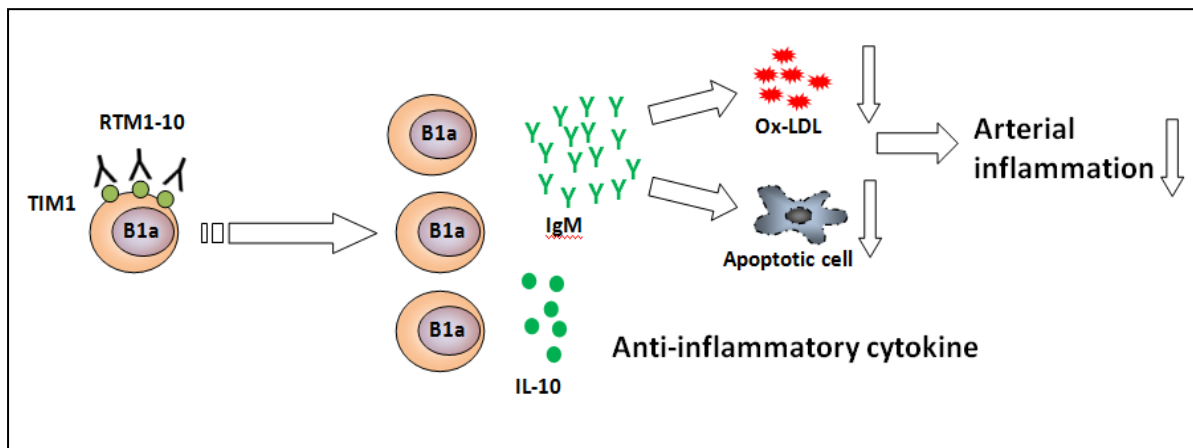 RTM1-10
TIM1
B1a
B1a
B1a
B1a
IgM
IL-10
Ox-LDL
Apoptotic cell
Arterial
inflammation
Anti-inflammatory cytokine